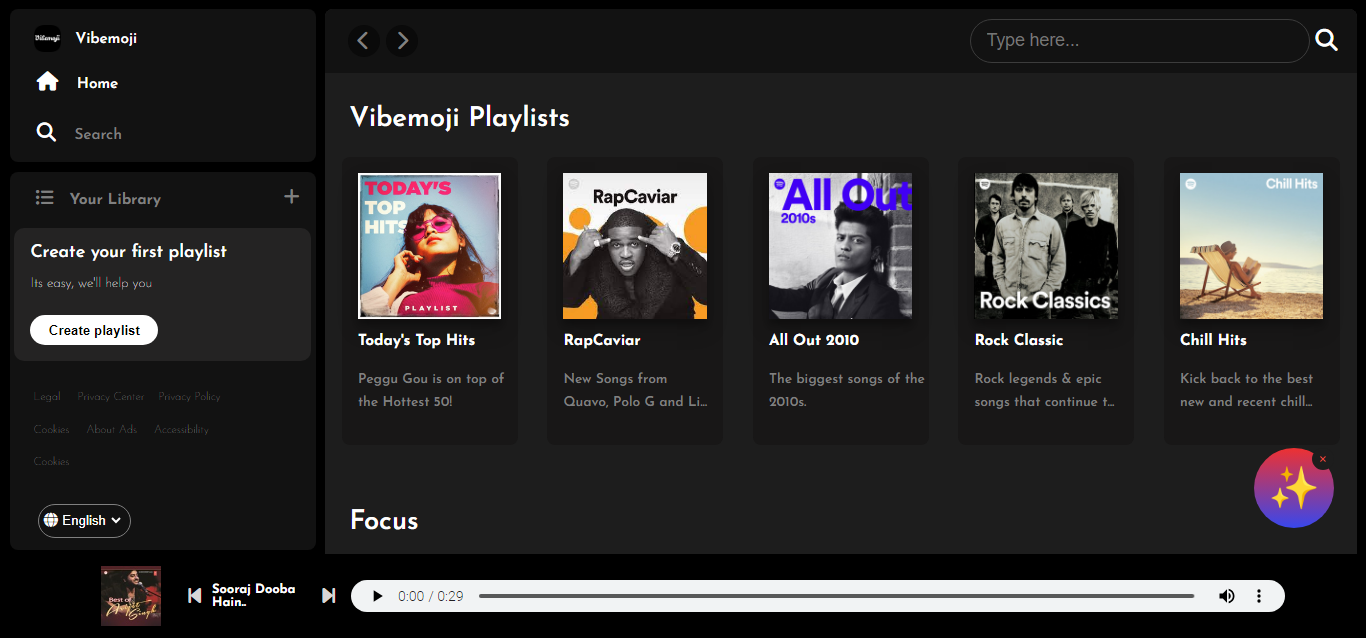 Vibemoji
Vibemoji
Home
Search
Your Library
Create your first playlist
Its easy, we'll help you
Create playlist
Legal Privacy Center Privacy Policy
Cookies About Ads Accessibility
Cookies
English
Type here...
Vibemoji Playlists
TODAY'S
TOP
HITS
PLAYLIST
Today's Top Hits
Peggu Gou is on top of
the Hottest 50!
RapCaviar
RapCaviar
New Songs from
Quavo, Polo G and Li...
All Out
2010s
All Out 2010
The biggest songs of the
2010s.
Rock Classics
Rock Classic
Rock legends & epic
songs that continue t...
Chill Hits
Chill Hits
Kick back to the best
new and recent chill...
×
Focus
Best of
Arijit Singh
Sooraj Dooba
Hain..
0:00 / 0:29